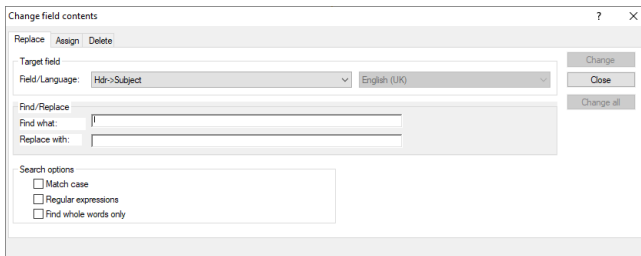 Change field contents ? X
Replace Assign Delete
Target field
Change
Field/Language: Hdr->Subject English (UK)
Close
Change all
Find/Replace
Find what:
Replace with:
Search options
Match case
Regular expressions
Find whole words only